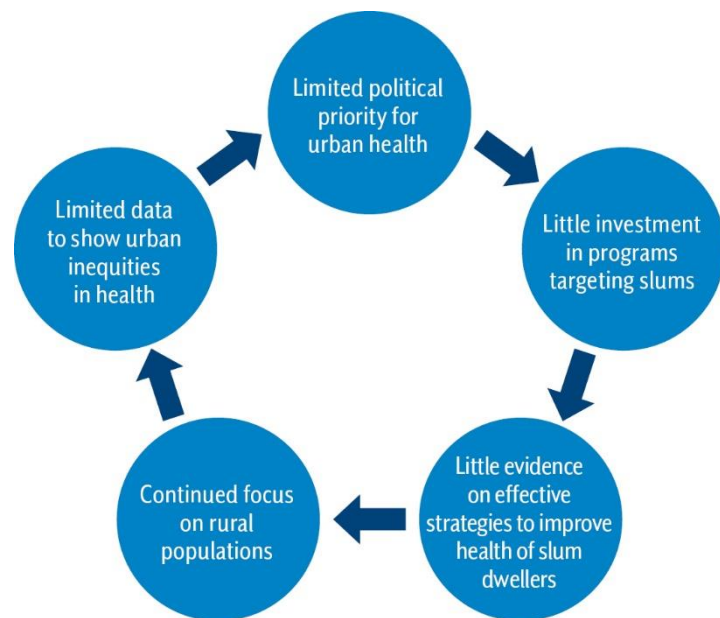 Limited political
priority for
urban health
Little investment
in programs
targeting slums
Little evidence
on effective
strategies to improve
health of slum
dwellers
Continued focus
on rural
populations
Limited data
to show urban
inequities
in health